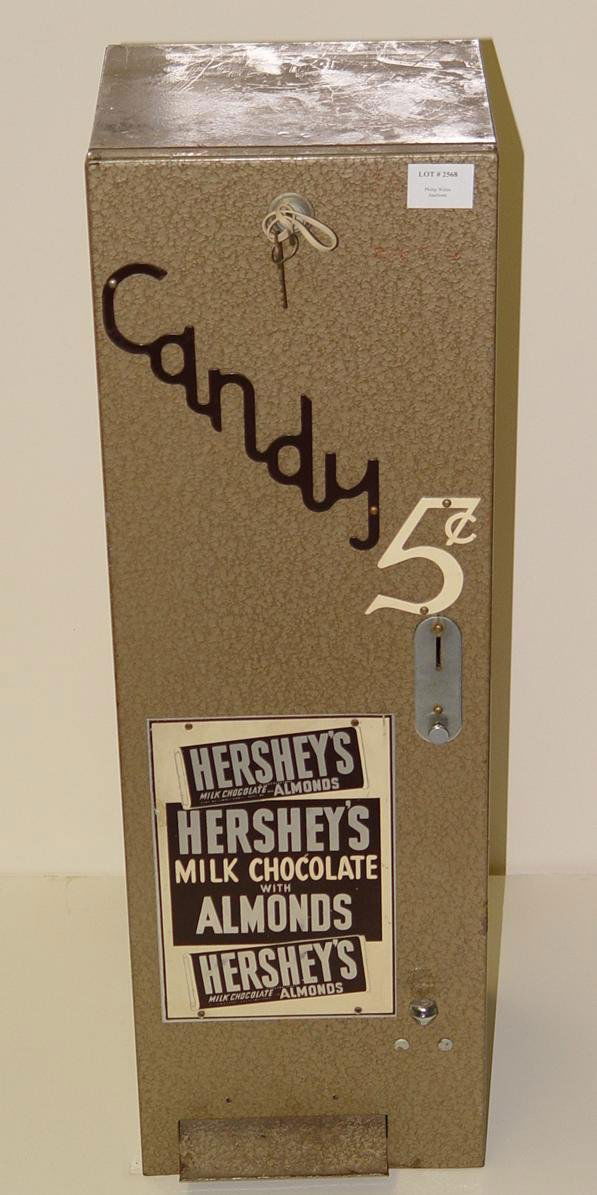 LOT # 2568
Candy
5¢
HERSHEY'S
MILK CHOCOLATE ALMONDS
HERSHEY'S
MILK CHOCOLATE
WITH
ALMONDS
HERSHEY'S
MILK CHOCOLATE ALMONDS